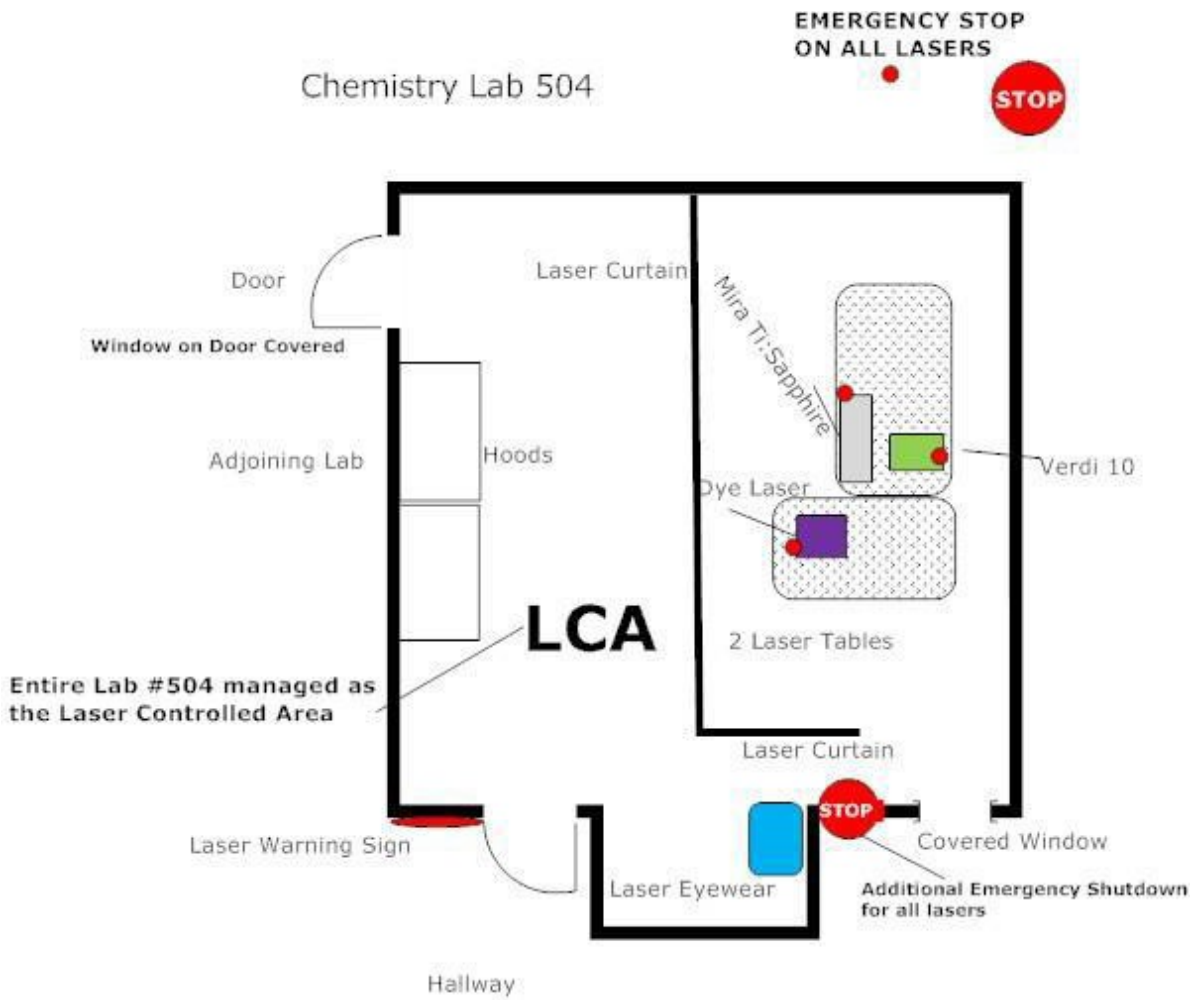 EMERGENCY STOP
ON ALL LASERS
Chemistry Lab 504
STOP
Laser Curtain
Door
Mira Ti:Sapphire
Window on Door Covered
Adjoining Lab
Hoods
Verdi 10
Dye Laser
LCA
2 Laser Tables
Entire Lab #504 managed as
the Laser Controlled Area
Laser Curtain
STOP
Laser Warning Sign
Covered Window
Laser Eyewear
Additional Emergency Shutdown
for all lasers
Hallway